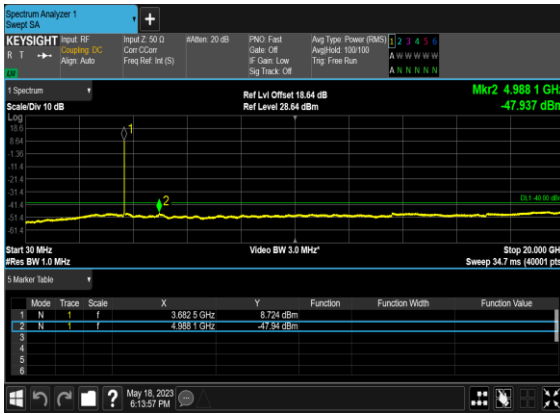 Spectrum Analyzer 1
Swept SA
+
KEYSIGHT Input: RF Input Z: 50 Ω #Atten: 20 dB PNO: Fast Avg Type: Power (RMS) 1 2 3 4 5 6
R T Coupling: DC Corr CCorr Gate: Off Avg|Hold: 100/100 A W W W W W
Align: Auto Freq Ref: Int (S) IF Gain: Low Trig: Free Run
Sig Track: Off A N N N N N
1 Spectrum Ref Lvl Offset 18.64 dB Mkr2 4.988 1 GHz
Scale/Div 10 dB Ref Level 28.64 dBm -47.937 dBm
Log
18.6
8.64
-1.36
-11.4
-21.4
-31.4
-41.4
-51.4
-61.4
1
2
DL1 -40.00 dBm
Start 30 MHz Video BW 3.0 MHz* Stop 20.000 GHz
#Res BW 1.0 MHz Sweep 34.7 ms (40001 pts)
5 Marker Table
Mode Trace Scale X Y Function Function Width Function Value
1 N 1 f 3.682 5 GHz 8.724 dBm
2 N 1 f 4.988 1 GHz -47.94 dBm
3
4
5
6
? May 18, 2023
6:13:57 PM